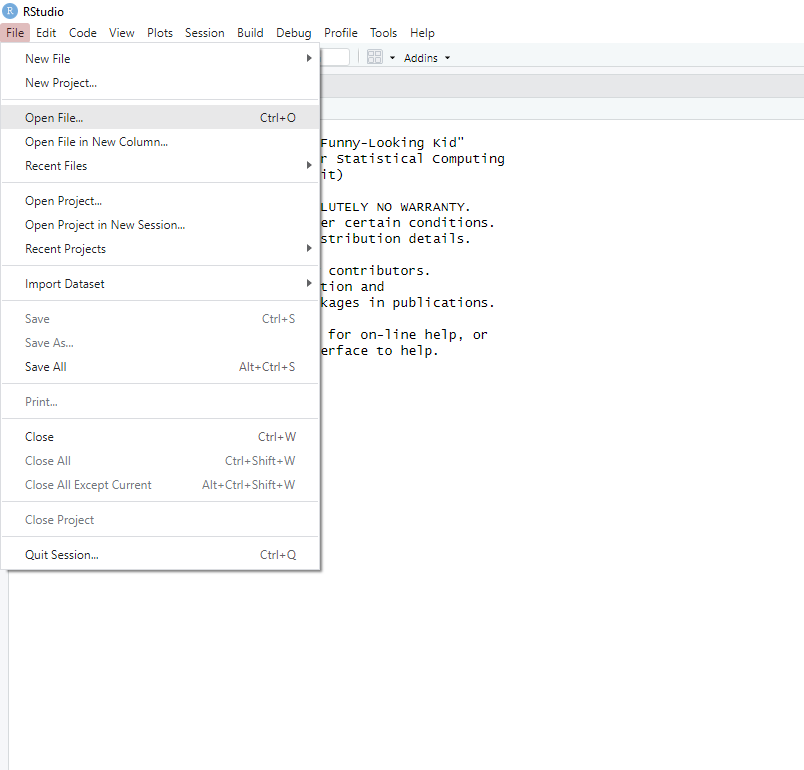 R RStudio
File Edit Code View Plots Session Build Debug Profile Tools Help
Addins
New File
New Project...
Open File... Ctrl+O
Open File in New Column...
Recent Files
Open Project...
Open Project in New Session...
Recent Projects
Import Dataset
Save Ctrl+S
Save As...
Save All Alt+Ctrl+S
Print...
Close Ctrl+W
Close All Ctrl+Shift+W
Close All Except Current Alt+Ctrl+Shift+W
Close Project
Quit Session... Ctrl+Q
Funny-Looking Kid"
r Statistical Computing
it)
LUTELY NO WARRANTY.
er certain conditions.
stribution details.
contributors.
tion and
kages in publications.
for on-line help, or
erface to help.